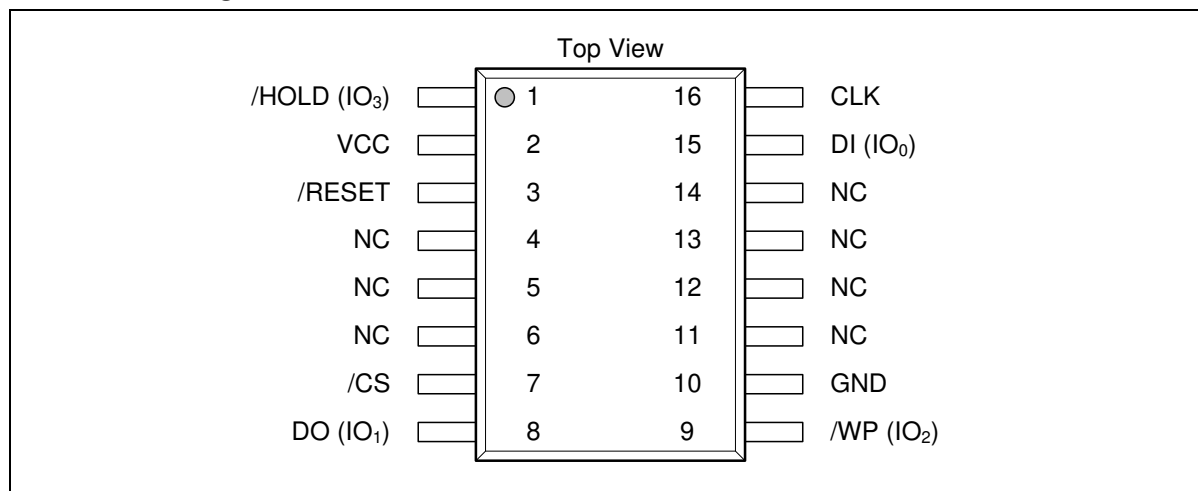 Top View
/HOLD (IO₃) 1 16 CLK
VCC 2 15 DI (IO₀)
/RESET 3 14 NC
NC 4 13 NC
NC 5 12 NC
NC 6 11 NC
/CS 7 10 GND
DO (IO₁) 8 9 /WP (IO₂)